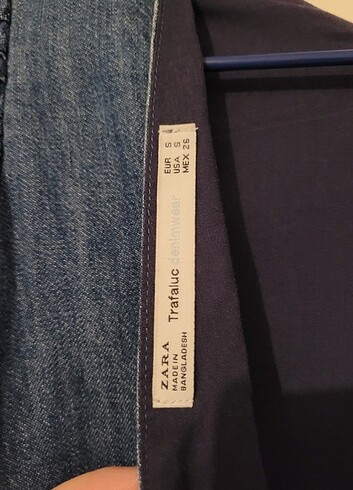 ZARA
MADE IN
BANGLADESH
Trafaluc denimwear
EUR S
USA S
MEX 26